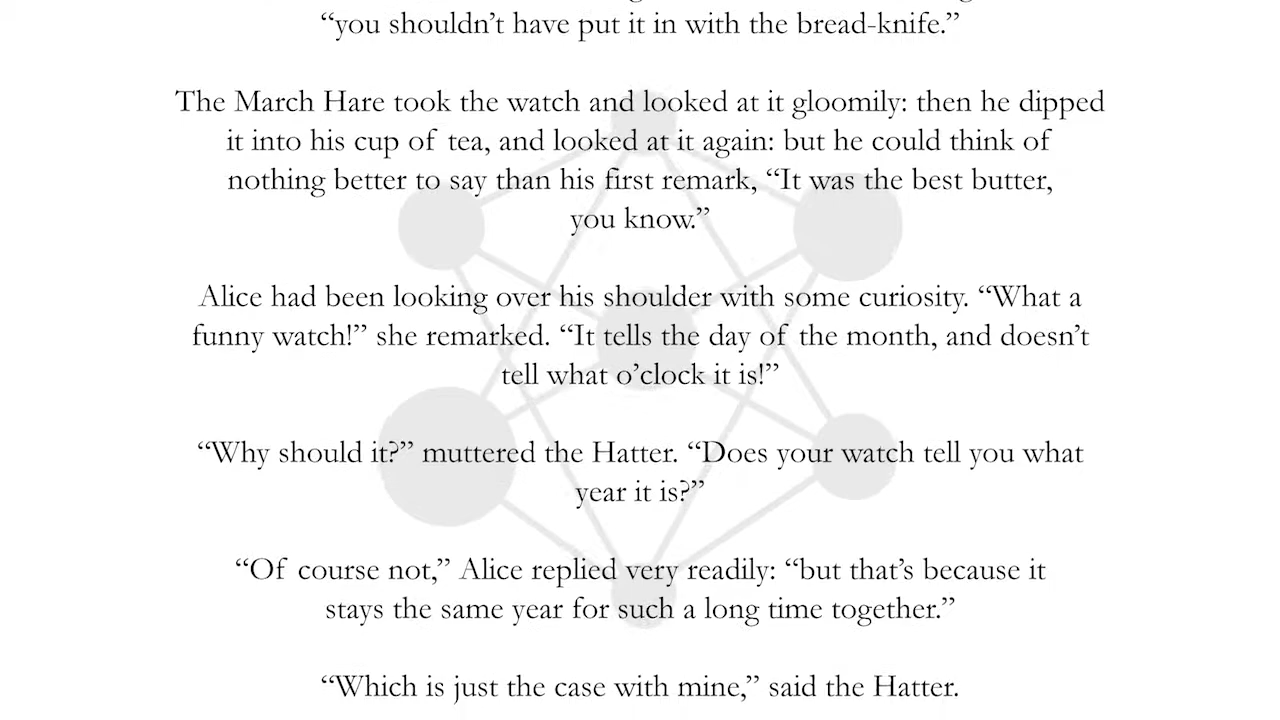 “you shouldn’t have put it in with the bread-knife.”
The March Hare took the watch and looked at it gloomily: then he dipped
it into his cup of tea, and looked at it again: but he could think of
nothing better to say than his first remark, “It was the best butter,
you know.”
Alice had been looking over his shoulder with some curiosity. “What a
funny watch!” she remarked. “It tells the day of the month, and doesn’t
tell what o’clock it is!”
“Why should it?” muttered the Hatter. “Does your watch tell you what
year it is?”
“Of course not,” Alice replied very readily: “but that’s because it
stays the same year for such a long time together.”
“Which is just the case with mine,” said the Hatter.